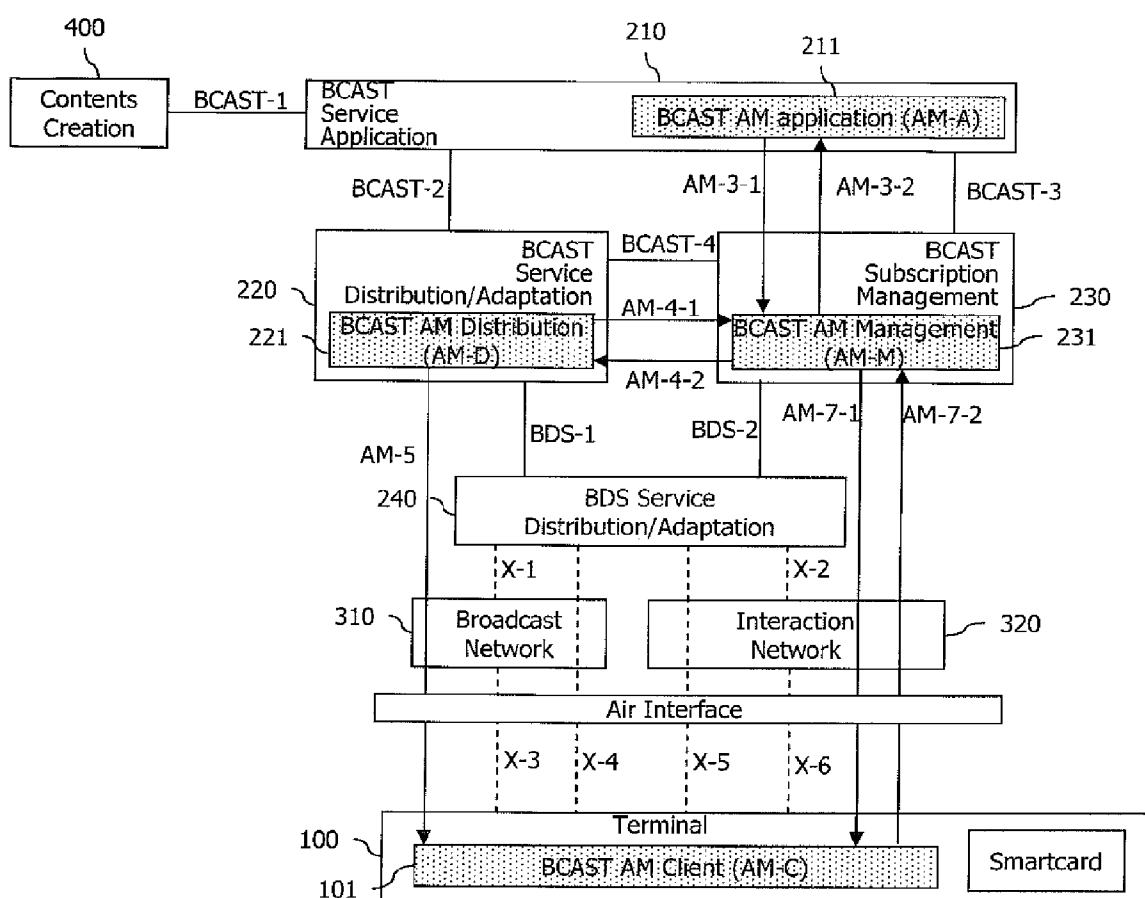 400
210
211
Contents
Creation
BCAST-1
BCAST
Service
Application
BCAST AM application (AM-A)
BCAST-2
AM-3-1
AM-3-2
BCAST-3
BCAST
Service
Distribution/Adaptation
BCAST-4
BCAST
Subscription
Management
220
230
221
BCAST AM Distribution
(AM-D)
AM-4-1
BCAST AM Management
(AM-M)
231
AM-4-2
AM-5
BDS-1
BDS-2
AM-7-1
AM-7-2
240
BDS Service
Distribution/Adaptation
X-1
X-2
310
Broadcast
Network
Interaction
Network
320
Air Interface
X-3
X-4
X-5
X-6
100
Terminal
101
BCAST AM Client (AM-C)
Smartcard